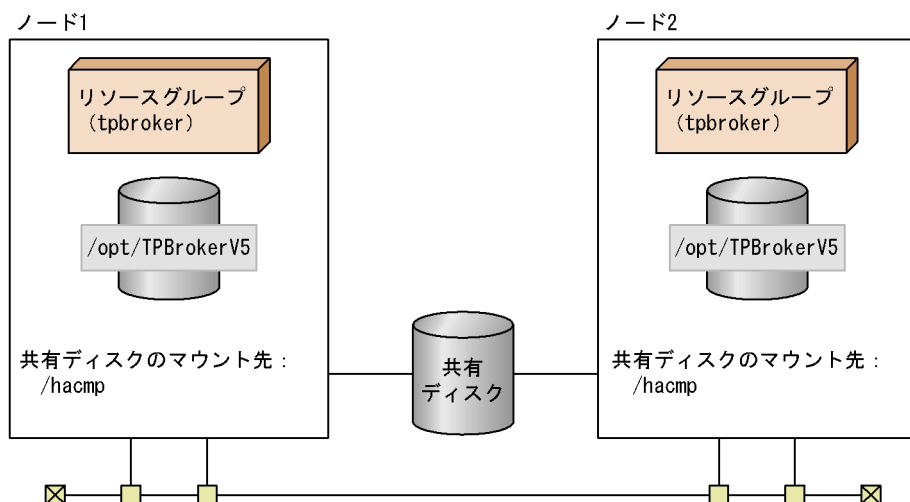 ノード1
リソースグループ
(tpbroker)
/opt/TPBrokerV5
共有ディスクのマウント先：
/hacmp
共有
ディスク
ノード2
リソースグループ
(tpbroker)
/opt/TPBrokerV5
共有ディスクのマウント先：
/hacmp